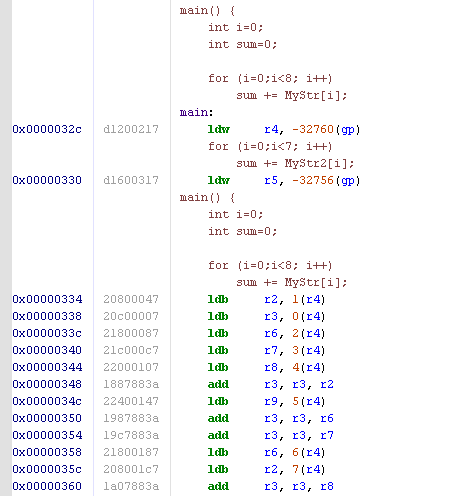 main() {
int i=0;
int sum=0;
for (i=0;i<8; i++)
sum += MyStr[i];
main:
0x0000032c d1200217 ldw r4, -32760(gp)
for (i=0;i<7; i++)
sum += MyStr2[i];
0x00000330 d1600317 ldw r5, -32756(gp)
main() {
int i=0;
int sum=0;
for (i=0;i<8; i++)
sum += MyStr[i];
0x00000334 20800047 ldb r2, 1(r4)
0x00000338 20c00007 ldb r3, 0(r4)
0x0000033c 21800087 ldb r6, 2(r4)
0x00000340 21c000c7 ldb r7, 3(r4)
0x00000344 22000107 ldb r8, 4(r4)
0x00000348 1887883a add r3, r3, r2
0x0000034c 22400147 ldb r9, 5(r4)
0x00000350 1987883a add r3, r3, r6
0x00000354 19c7883a add r3, r3, r7
0x00000358 21800187 ldb r6, 6(r4)
0x0000035c 208001c7 ldb r2, 7(r4)
0x00000360 1a07883a add r3, r3, r8